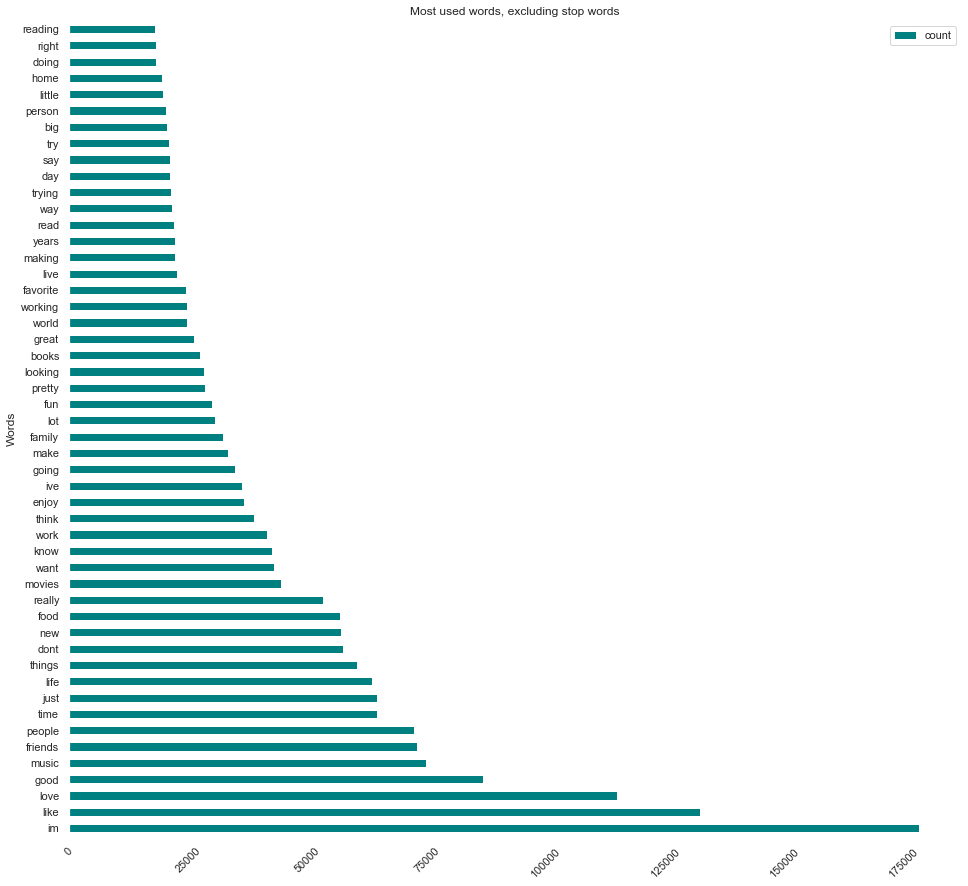 Most used words, excluding stop words
count
reading
right
doing
home
little
person
big
try
say
day
trying
way
read
years
making
live
favorite
working
world
great
books
looking
pretty
fun
lot
family
make
going
ive
enjoy
think
work
know
want
movies
really
food
new
dont
things
life
just
time
people
friends
music
good
love
like
im
Words
0
25000
50000
75000
100000
125000
150000
175000